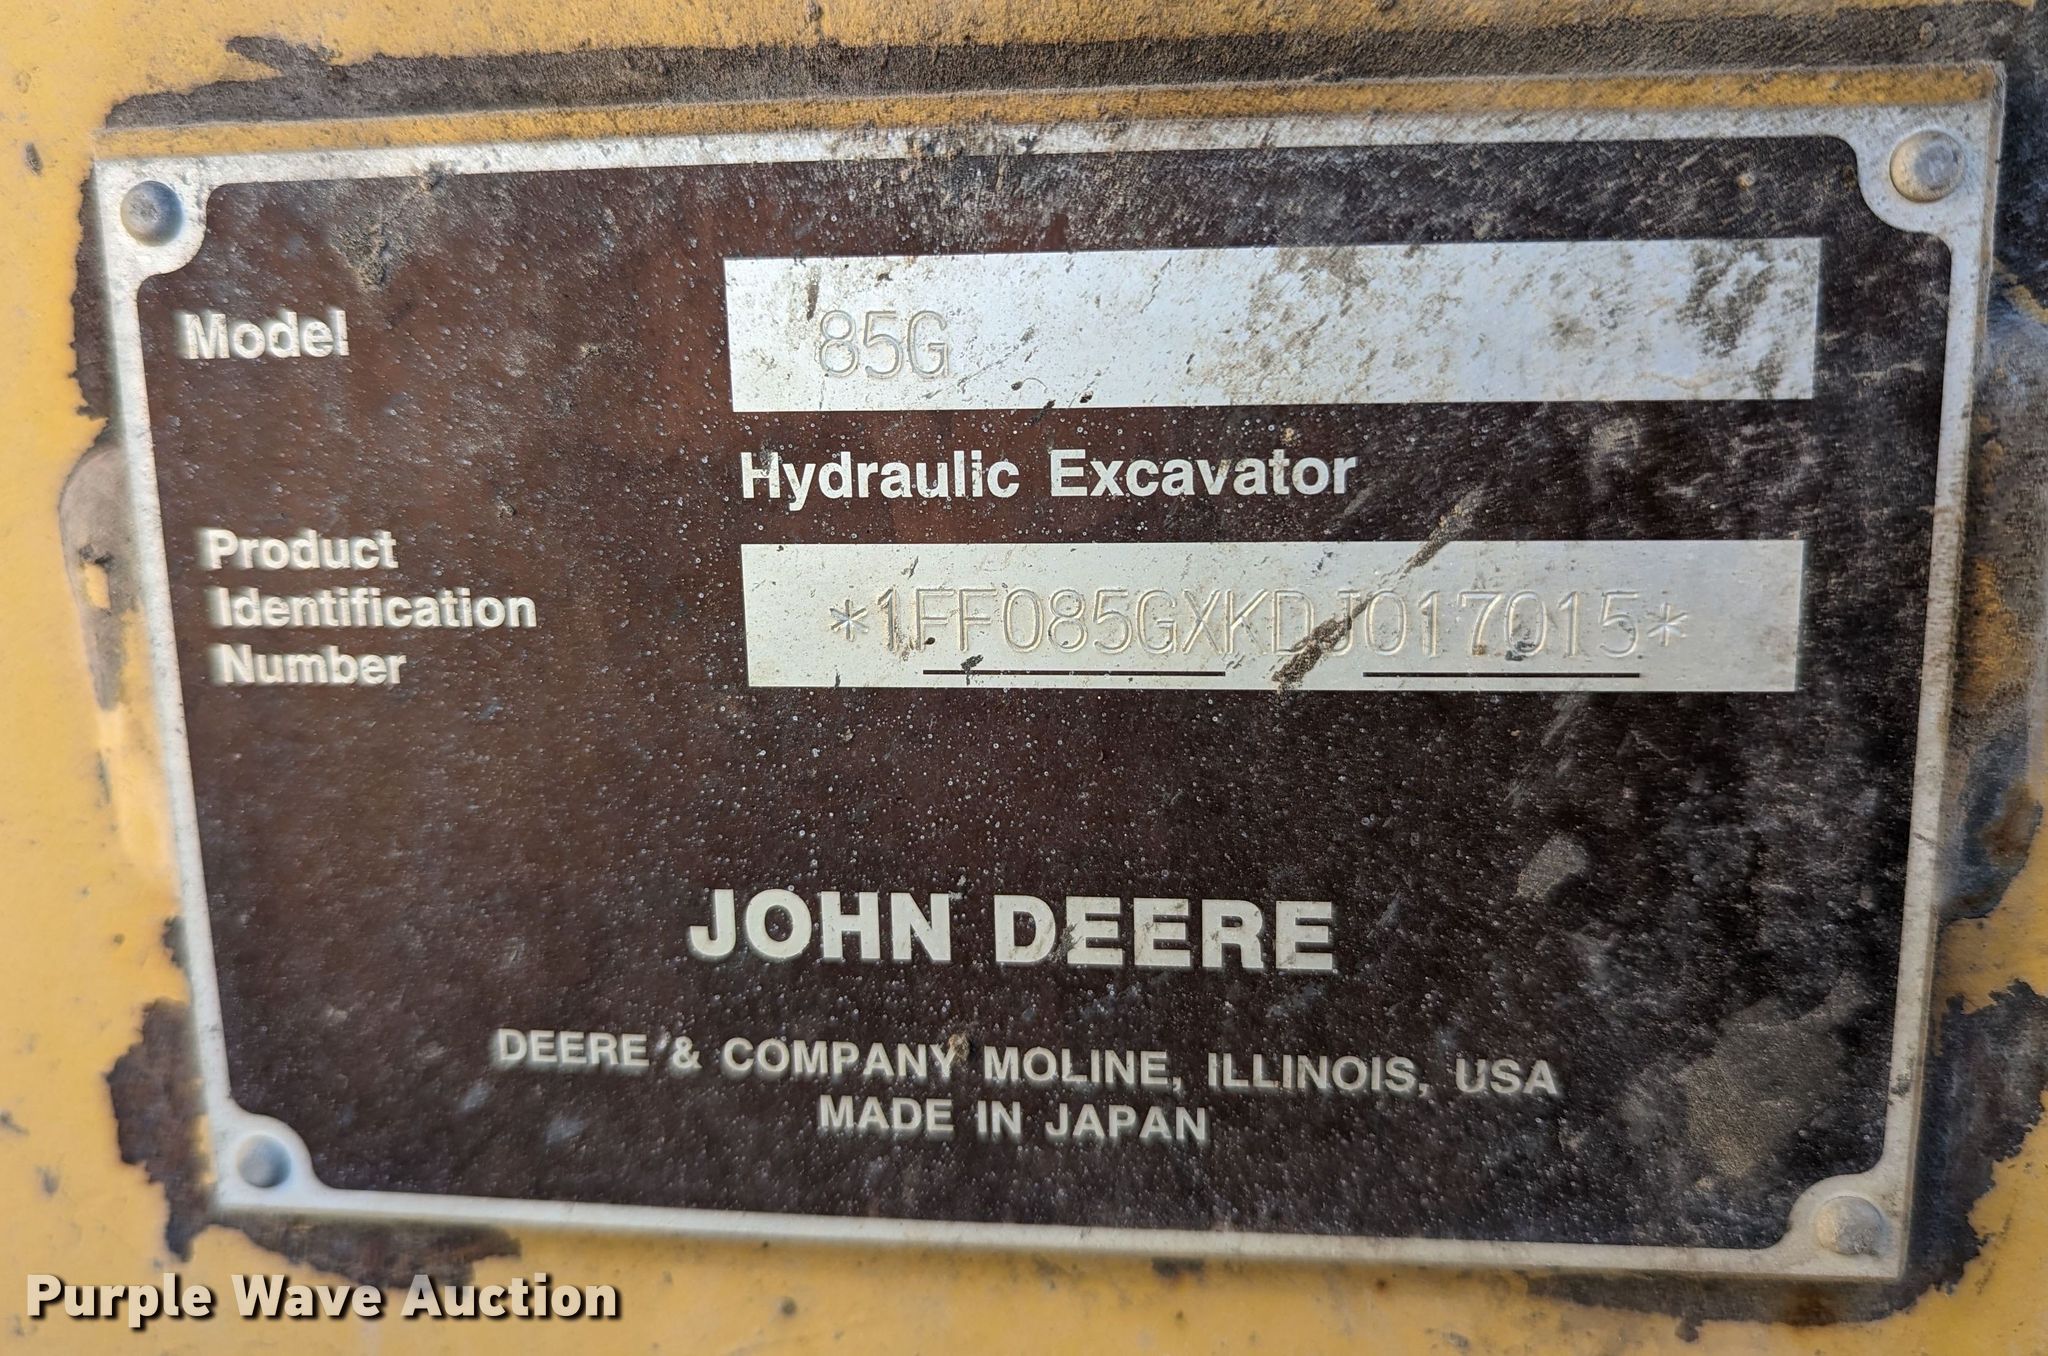 Model
85G
Hydraulic Excavator
Product
Identification
Number
*1FF085GXKDJ017015*
JOHN DEERE
DEERE & COMPANY MOLINE, ILLINOIS, USA
MADE IN JAPAN
Purple Wave Auction